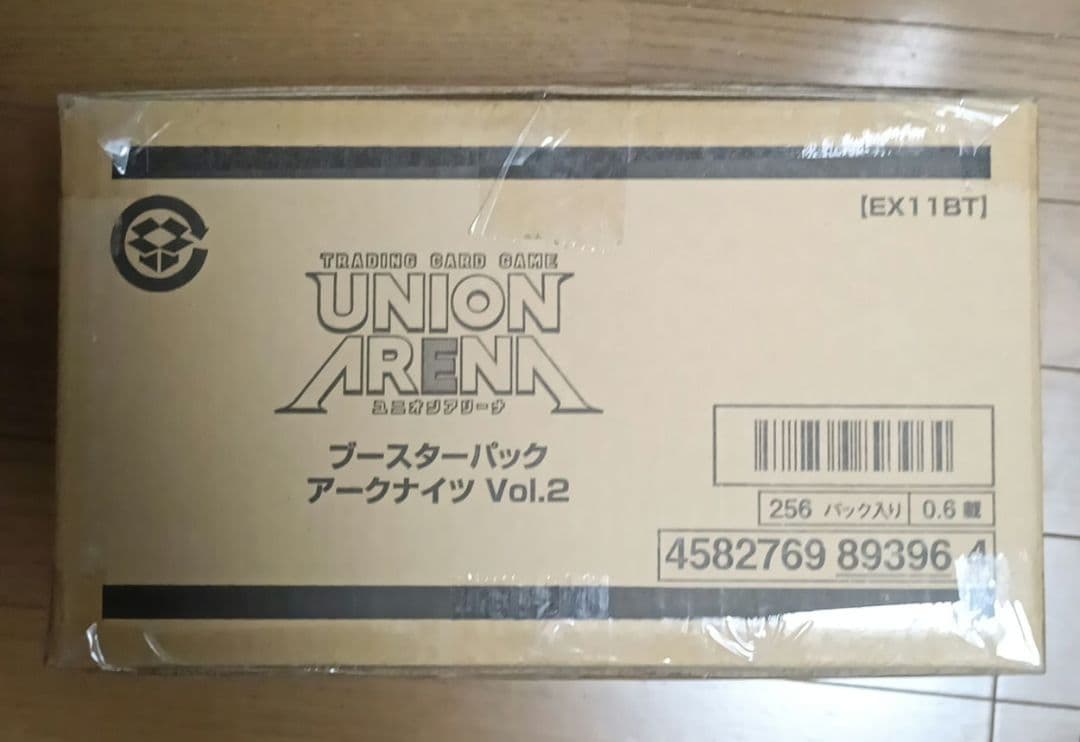 【EX11BT】
TRADING CARD GAME
UNION
ARENA
ユニオンアリーナ
ブースターパック
アークナイツ Vol.2
256 パック入り 0.6 才
4582769 89396 4